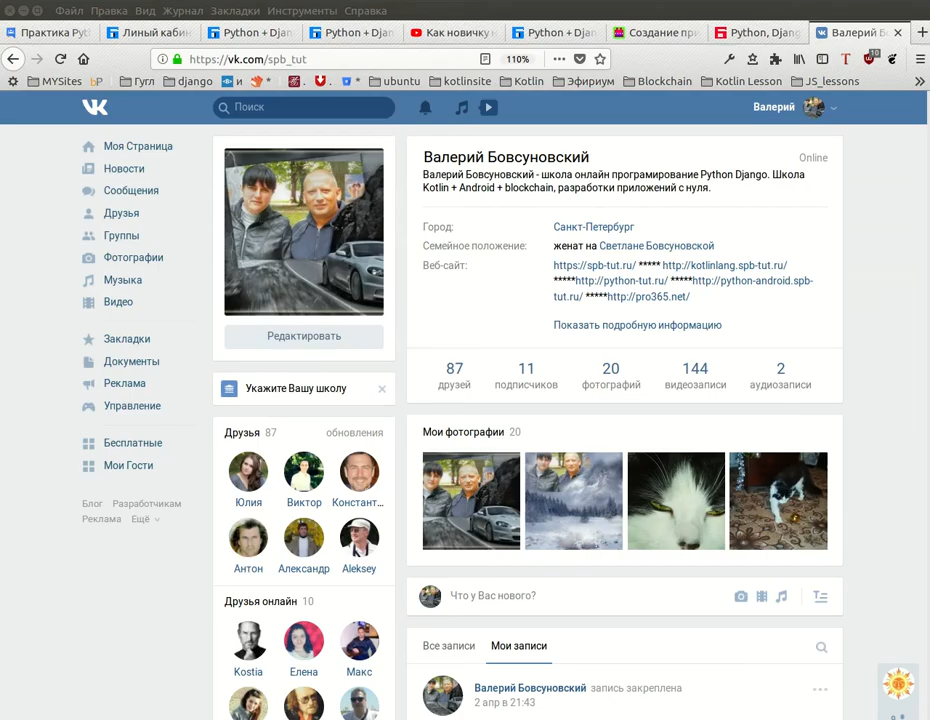 Файл Правка Вид Журнал Закладки Инструменты Справка
Практика Pyt
Линый кабин
Python + Djan
Python + Djan
Как новичку н
Python + Djan
Создание при
Python, Djang
Валерий Бо
https://vk.com/spb_tut
110%
10
MYSites
bP
Гугл
django
и
ubuntu
kotlinsite
Kotlin
Эфириум
Blockchain
Kotlin Lesson
JS_lessons
Поиск
Валерий
Моя Страница
Новости
Сообщения
Друзья
Группы
Фотографии
Музыка
Видео
Закладки
Документы
Реклама
Управление
Бесплатные
Мои Гости
Блог Разработчикам
Реклама Ещё
Редактировать
Укажите Вашу школу
Друзья 87 обновления
Юлия Виктор Констант...
Антон Александр Aleksey
Друзья онлайн 10
Kostia Елена Макс
Валерий Бовсуновский Online
Валерий Бовсуновский - школа онлайн програмирование Python Django. Школа
Kotlin + Android + blockchain, разработки приложений с нуля.
Город: Санкт-Петербург
Семейное положение: женат на Светлане Бовсуновской
Веб-сайт: https://spb-tut.ru/ ***** http://kotlinlang.spb-tut.ru/
*****http://python-tut.ru/ *****http://python-android.spb-
tut.ru/ *****http://pro365.net/
Показать подробную информацию
87 11 20 144 2
друзей подписчиков фотографий видеозаписи аудиозаписи
Мои фотографии 20
Что у Вас нового?
Все записи Мои записи
Валерий Бовсуновский запись закреплена
2 апр в 21:43